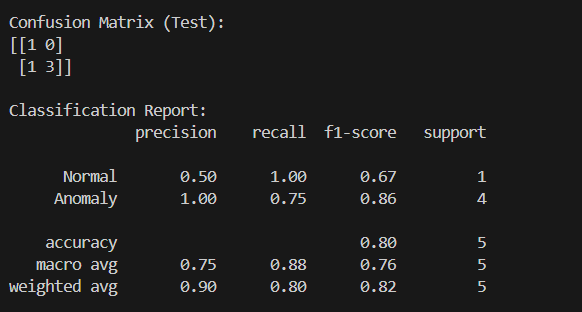 Confusion Matrix (Test):
[[1 0]
 [1 3]]
Classification Report:
              precision    recall  f1-score   support
      Normal       0.50      1.00      0.67         1
     Anomaly       1.00      0.75      0.86         4
    accuracy                           0.80         5
   macro avg       0.75      0.88      0.76         5
weighted avg       0.90      0.80      0.82         5